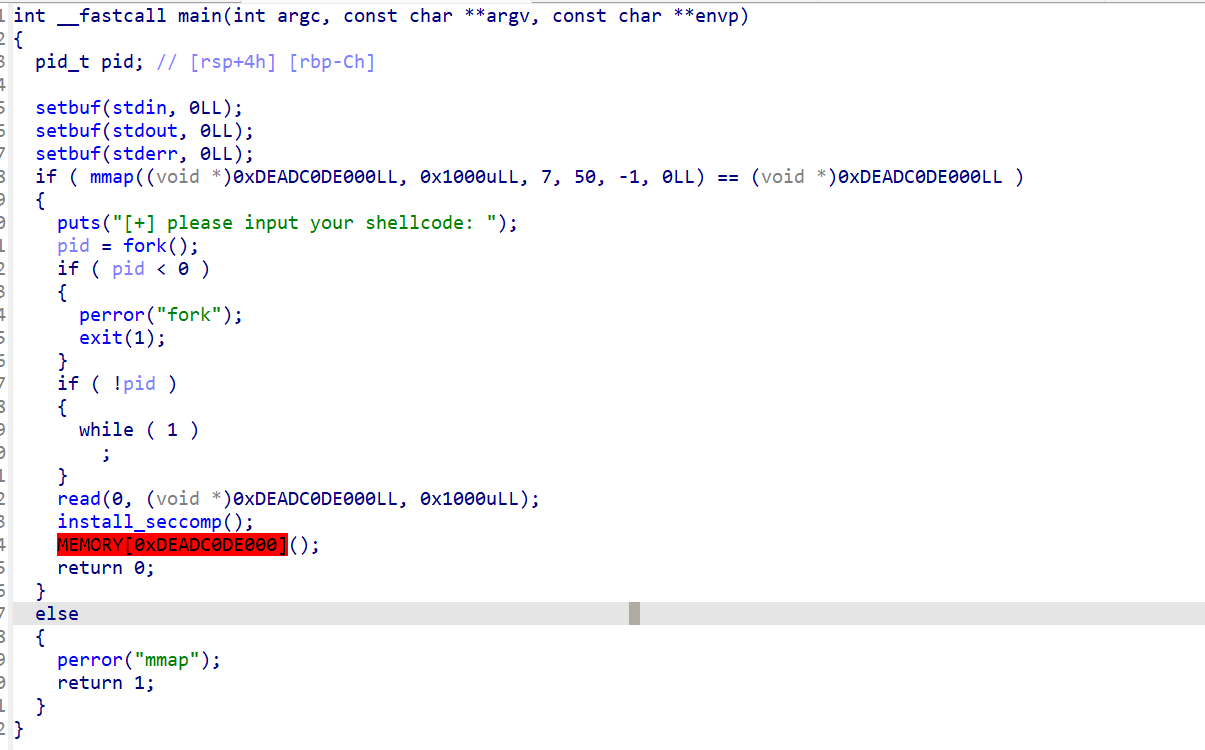 1 int __fastcall main(int argc, const char **argv, const char **envp)
2 {
3 pid_t pid; // [rsp+4h] [rbp-Ch]
4
5 setbuf(stdin, 0LL);
6 setbuf(stdout, 0LL);
7 setbuf(stderr, 0LL);
8 if ( mmap((void *)0xDEADC0DE000LL, 0x1000uLL, 7, 50, -1, 0LL) == (void *)0xDEADC0DE000LL )
9 {
0 puts("[+] please input your shellcode: ");
1 pid = fork();
2 if ( pid < 0 )
3 {
4 perror("fork");
5 exit(1);
6 }
7 if ( !pid )
8 {
9 while ( 1 )
0 ;
1 }
2 read(0, (void *)0xDEADC0DE000LL, 0x1000uLL);
3 install_seccomp();
4 MEMORY[0xDEADC0DE000]();
5 return 0;
6 }
7 else
8 {
9 perror("mmap");
0 return 1;
1 }
2 }